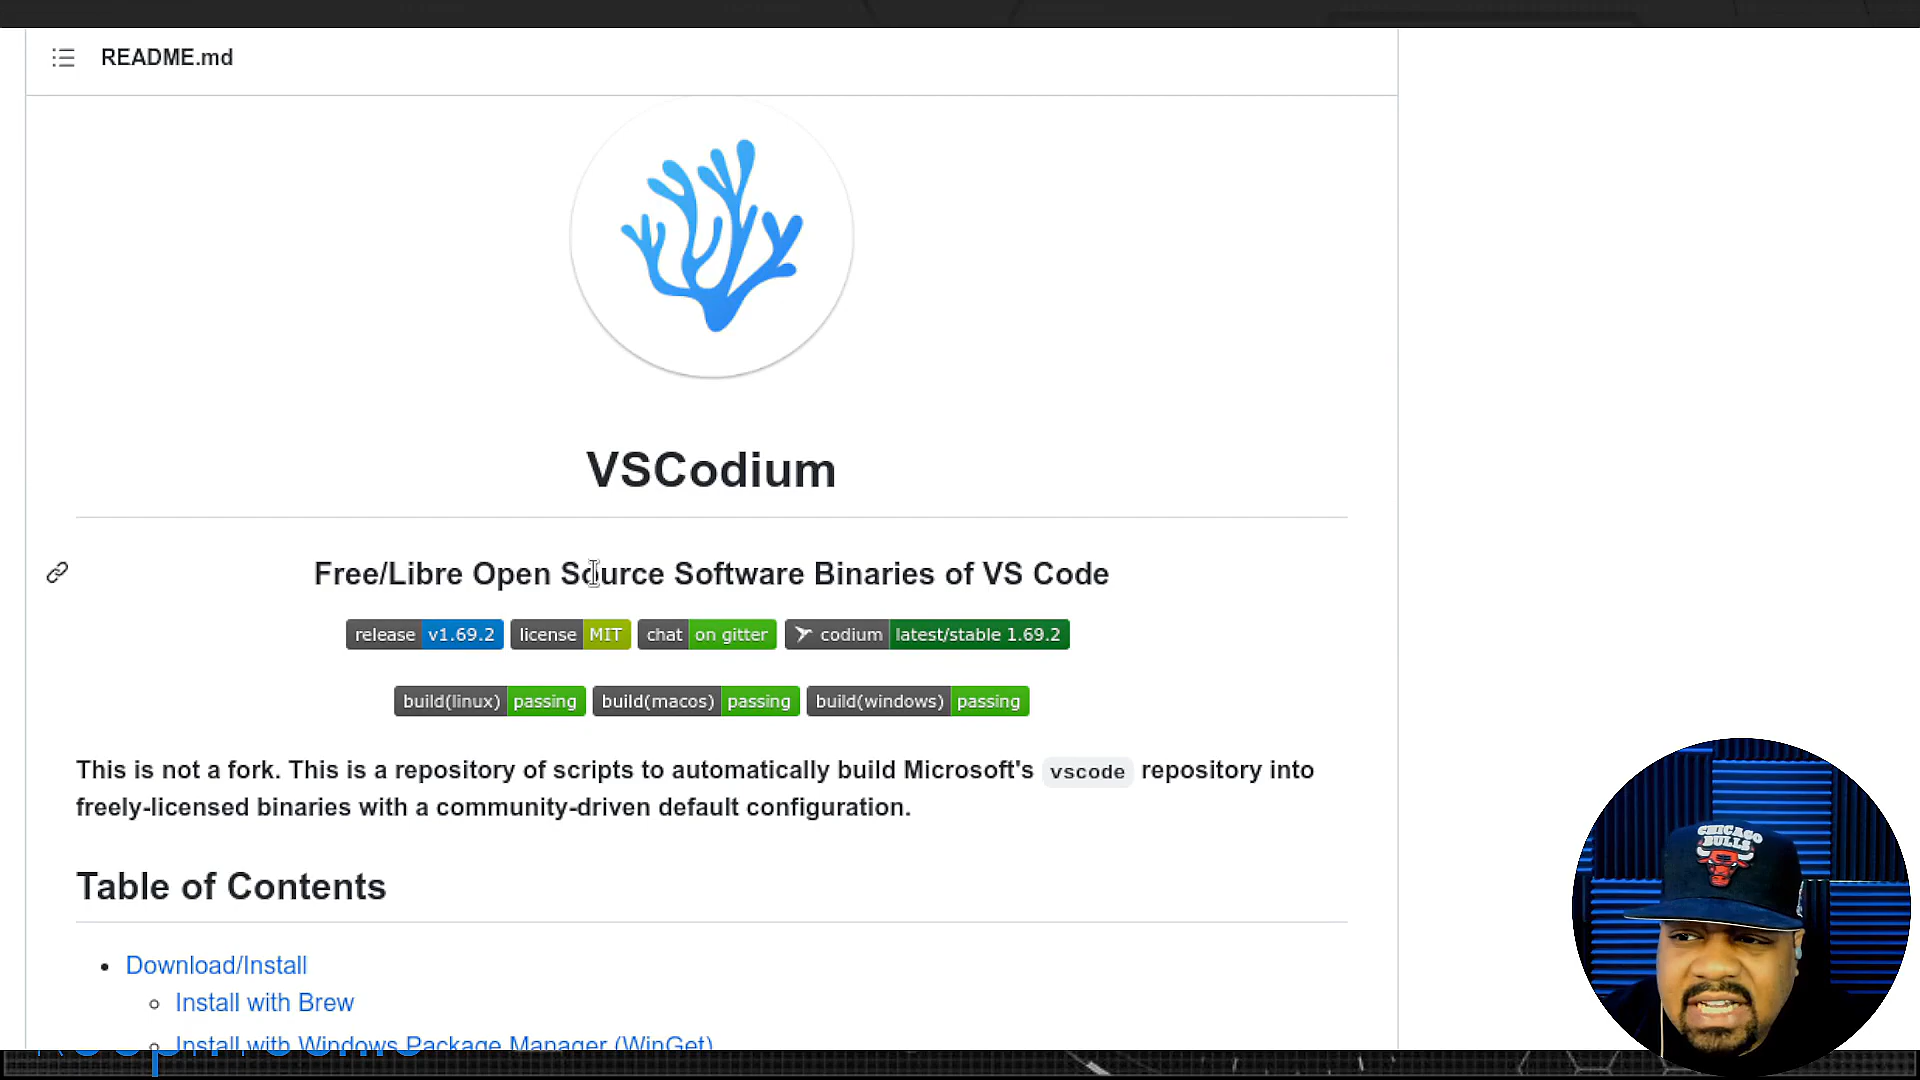 README.md
VSCodium
Free/Libre Open Source Software Binaries of VS Code
release v1.69.2 license MIT chat on gitter codium latest/stable 1.69.2
build(linux) passing build(macos) passing build(windows) passing
This is not a fork. This is a repository of scripts to automatically build Microsoft's vscode repository into
freely-licensed binaries with a community-driven default configuration.
Table of Contents
Download/Install
Install with Brew
Install with Windows Package Manager (WinGet)
CHICAGO
BULLS